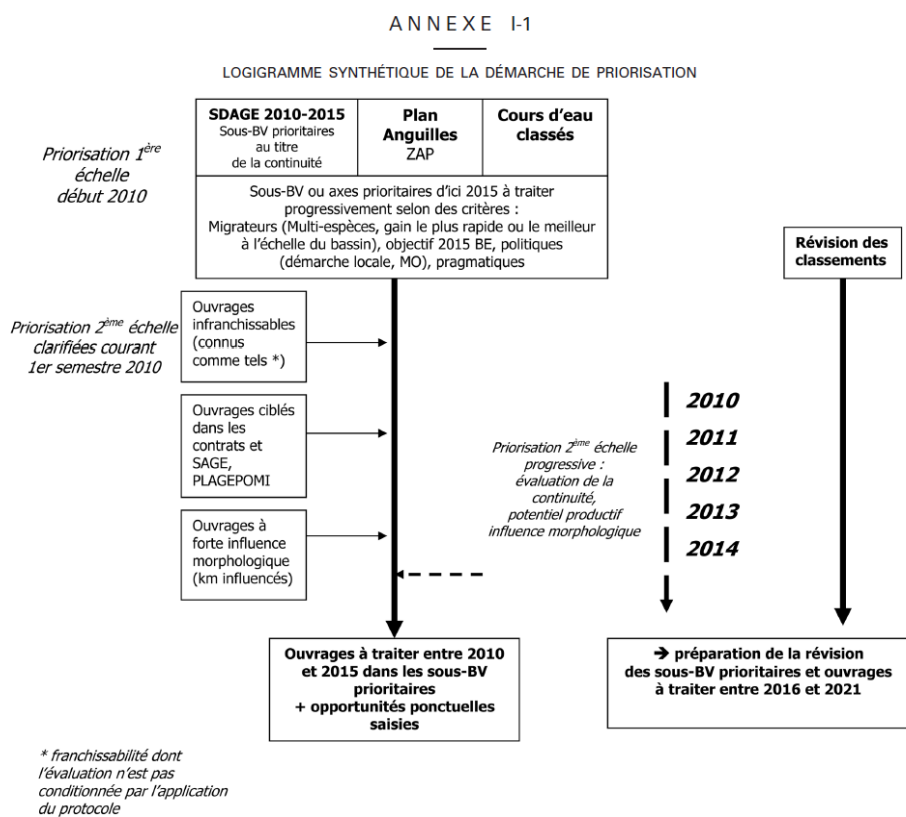 ANNEXE I-1
LOGIGRAMME SYNTHÉTIQUE DE LA DÉMARCHE DE PRIORISATION
Priorisation 1ère
échelle
début 2010
SDAGE 2010-2015
Sous-BV prioritaires
au titre
de la continuité
Plan
Anguilles
ZAP
Cours d'eau
classés
Sous-BV ou axes prioritaires d'ici 2015 à traiter
progressivement selon des critères :
Migrateurs (Multi-espèces, gain le plus rapide ou le meilleur
à l'échelle du bassin), objectif 2015 BE, politiques
(démarche locale, MO), pragmatiques
Révision des
classements
Priorisation 2ème échelle
clarifiées courant
1er semestre 2010
Ouvrages
infranchissables
(connus
comme tels *)
Ouvrages ciblés
dans les
contrats et
SAGE,
PLAGEPOMI
Ouvrages à
forte influence
morphologique
(km influencés)
Priorisation 2ème échelle
progressive :
évaluation de la
continuité,
potentiel productif
influence morphologique
2010
2011
2012
2013
2014
Ouvrages à traiter entre 2010
et 2015 dans les sous-BV
prioritaires
+ opportunités ponctuelles
saisies
➔ préparation de la révision
des sous-BV prioritaires et ouvrages
à traiter entre 2016 et 2021
* franchissabilité dont
l'évaluation n'est pas
conditionnée par l'application
du protocole